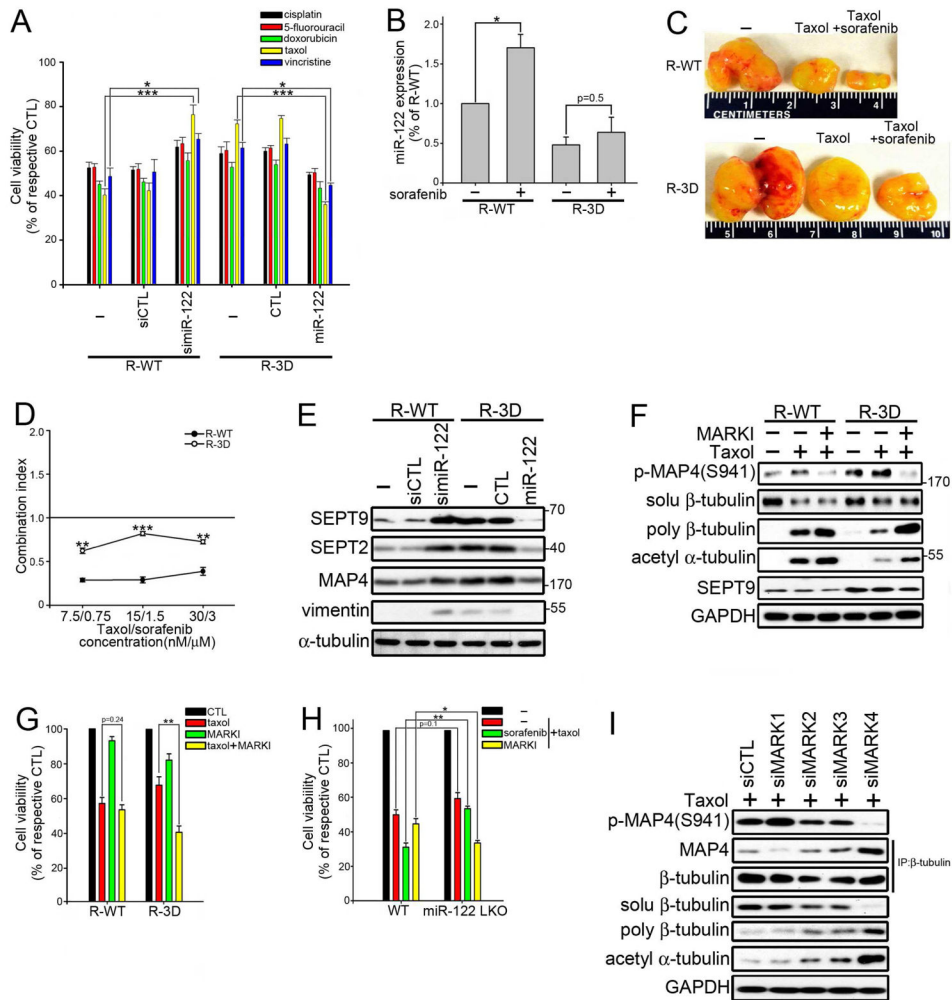 A
cisplatin
5-fluorouracil
doxorubicin
taxol
vincristine
Cell viability
(% of respective CTL)
100
80
60
40
20
0
*
***
*
***
–
siCTL
simiR-122
–
CTL
miR-122
R-WT
R-3D
B
miR-122 expression
(% of R-WT)
2.0
1.5
1.0
0.5
0.0
*
p=0.5
sorafenib – + – +
R-WT R-3D
C
Taxol
– Taxol +sorafenib
R-WT
1 2 3 4
CENTIMETERS
Taxol
– Taxol +sorafenib
R-3D
5 6 7 8 9 10
D
Combination index
2.0
1.0
0.5
0
R-WT
R-3D
** *** **
7.5/0.75 15/1.5 30/3
Taxol/sorafenib
concentration(nM/μM)
E
R-WT R-3D
– siCTL simiR-122 – CTL miR-122
SEPT9 70
SEPT2 40
MAP4 170
vimentin 55
α-tubulin
F
R-WT R-3D
MARKI – – + – – +
Taxol – + + – + +
p-MAP4(S941) 170
solu β-tubulin
poly β-tubulin
acetyl α-tubulin 55
SEPT9
GAPDH
G
CTL
taxol
MARKI
taxol+MARKI
Cell viability
(% of respective CTL)
100
80
60
40
20
0
p=0.24
**
R-WT R-3D
H
–
–
sorafenib +taxol
MARKI
Cell viability
(% of respective CTL)
100
80
60
40
20
0
*
**
p=0.1
WT miR-122 LKO
I
siCTL siMARK1 siMARK2 siMARK3 siMARK4
Taxol + + + + +
p-MAP4(S941)
MAP4
IP:β-tubulin
β-tubulin
solu β-tubulin
poly β-tubulin
acetyl α-tubulin
GAPDH